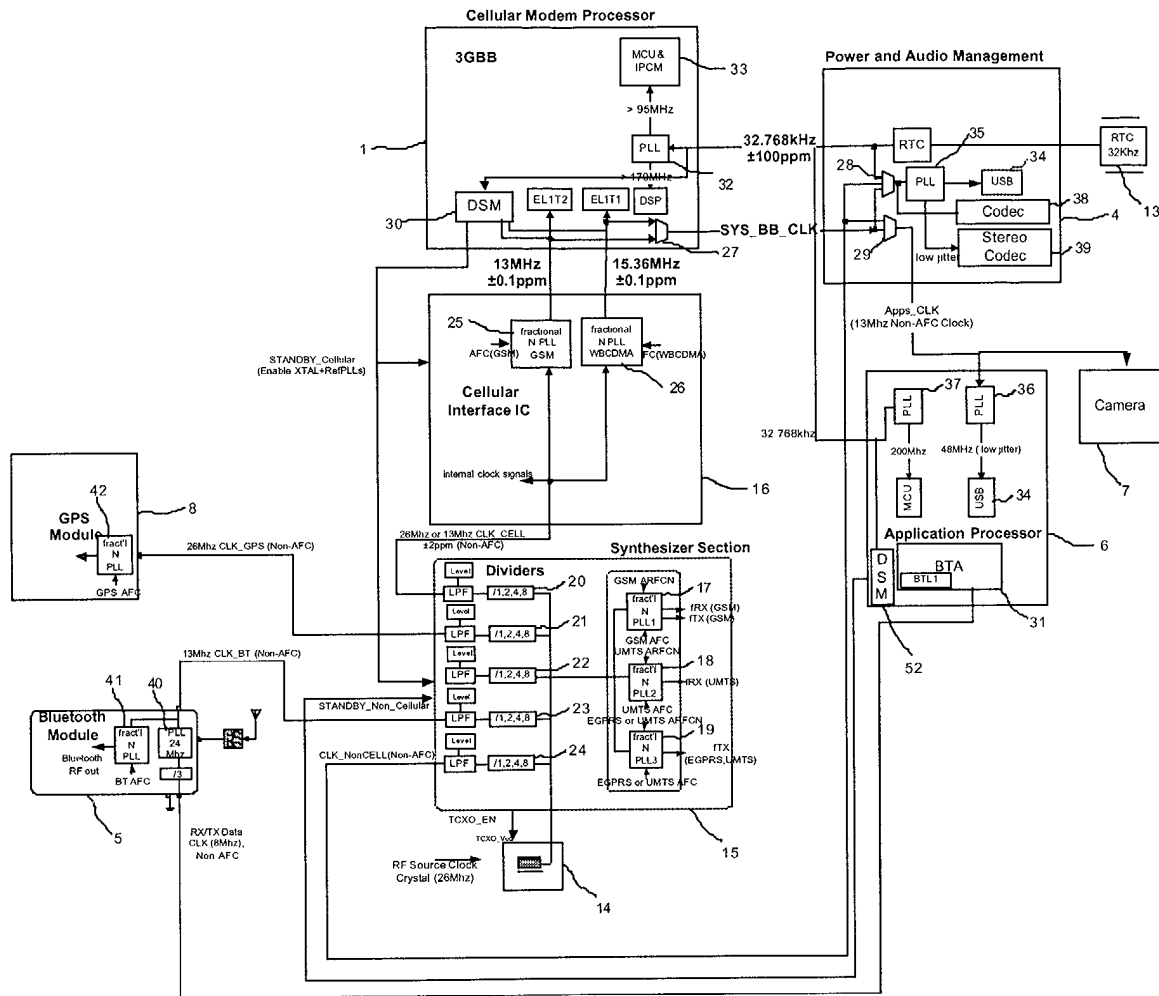 Cellular Modem Processor
3GBB
MCU &
IPCM
33
> 95MHz
PLL
32
> 170MHz
1
DSM
30
EL1T2
EL1T1
DSP
27
SYS_BB_CLK
32.768kHz
±100ppm
13MHz
±0.1ppm
15.36MHz
±0.1ppm
Power and Audio Management
RTC
35
34
28
PLL
USB
Codec
38
4
29
Stereo
Codec
39
low jitter
RTC
32Khz
13
Apps_CLK
(13Mhz Non-AFC Clock)
25
fractional
N PLL
GSM
AFC(GSM)
fractional
N PLL
WBCDMA
FC(WBCDMA)
26
Cellular
Interface IC
internal clock signals
16
STANDBY_Cellular
(Enable XTAL+RefPLLs)
37
PLL
36
PLL
32 768khz
200Mhz
48MHz ( low jitter)
MCU
USB
34
Application Processor
6
DSM
BTA
BTL1
31
52
Camera
7
42
8
GPS
Module
fract'l
N
PLL
GPS AFC
26Mhz CLK_GPS (Non-AFC)
26Mhz or 13Mhz CLK_CELL
±2ppm (Non-AFC)
Synthesizer Section
Dividers
Level
LPF
/1,2,4,8
20
Level
LPF
/1,2,4,8
21
Level
LPF
/1,2,4,8
22
Level
LPF
/1,2,4,8
23
Level
LPF
/1,2,4,8
24
GSM ARFCN
17
fract'l
N
PLL1
fRX (GSM)
fTX (GSM)
GSM AFC
UMTS ARFCN
18
fract'l
N
PLL2
fRX (UMTS)
UMTS AFC
EGPRS or UMTS ARFCN
19
fract'l
N
PLL3
fTX
(EGPRS,UMTS)
EGPRS or UMTS AFC
15
13Mhz CLK_BT (Non-AFC)
STANDBY_Non_Cellular
CLK_NonCELL(Non-AFC)
41
40
Bluetooth
Module
fract'l
N
PLL
PLL
24
Mhz
/3
Bluetooth
RF out
BT AFC
5
RX/TX Data
CLK (8Mhz),
Non AFC
TCXO_EN
RF Source Clock
Crystal (26Mhz)
14